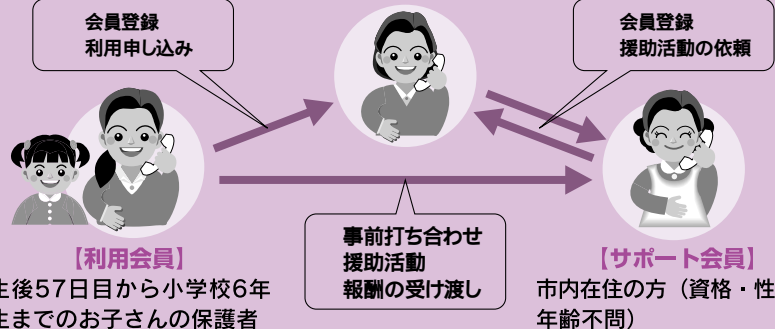 会員登録
利用申し込み
会員登録
援助活動の依頼
事前打ち合わせ
援助活動
報酬の受け渡し
【利用会員】
生後57日目から小学校6年
生までのお子さんの保護者
【サポート会員】
市内在住の方（資格・性
年齢不問）